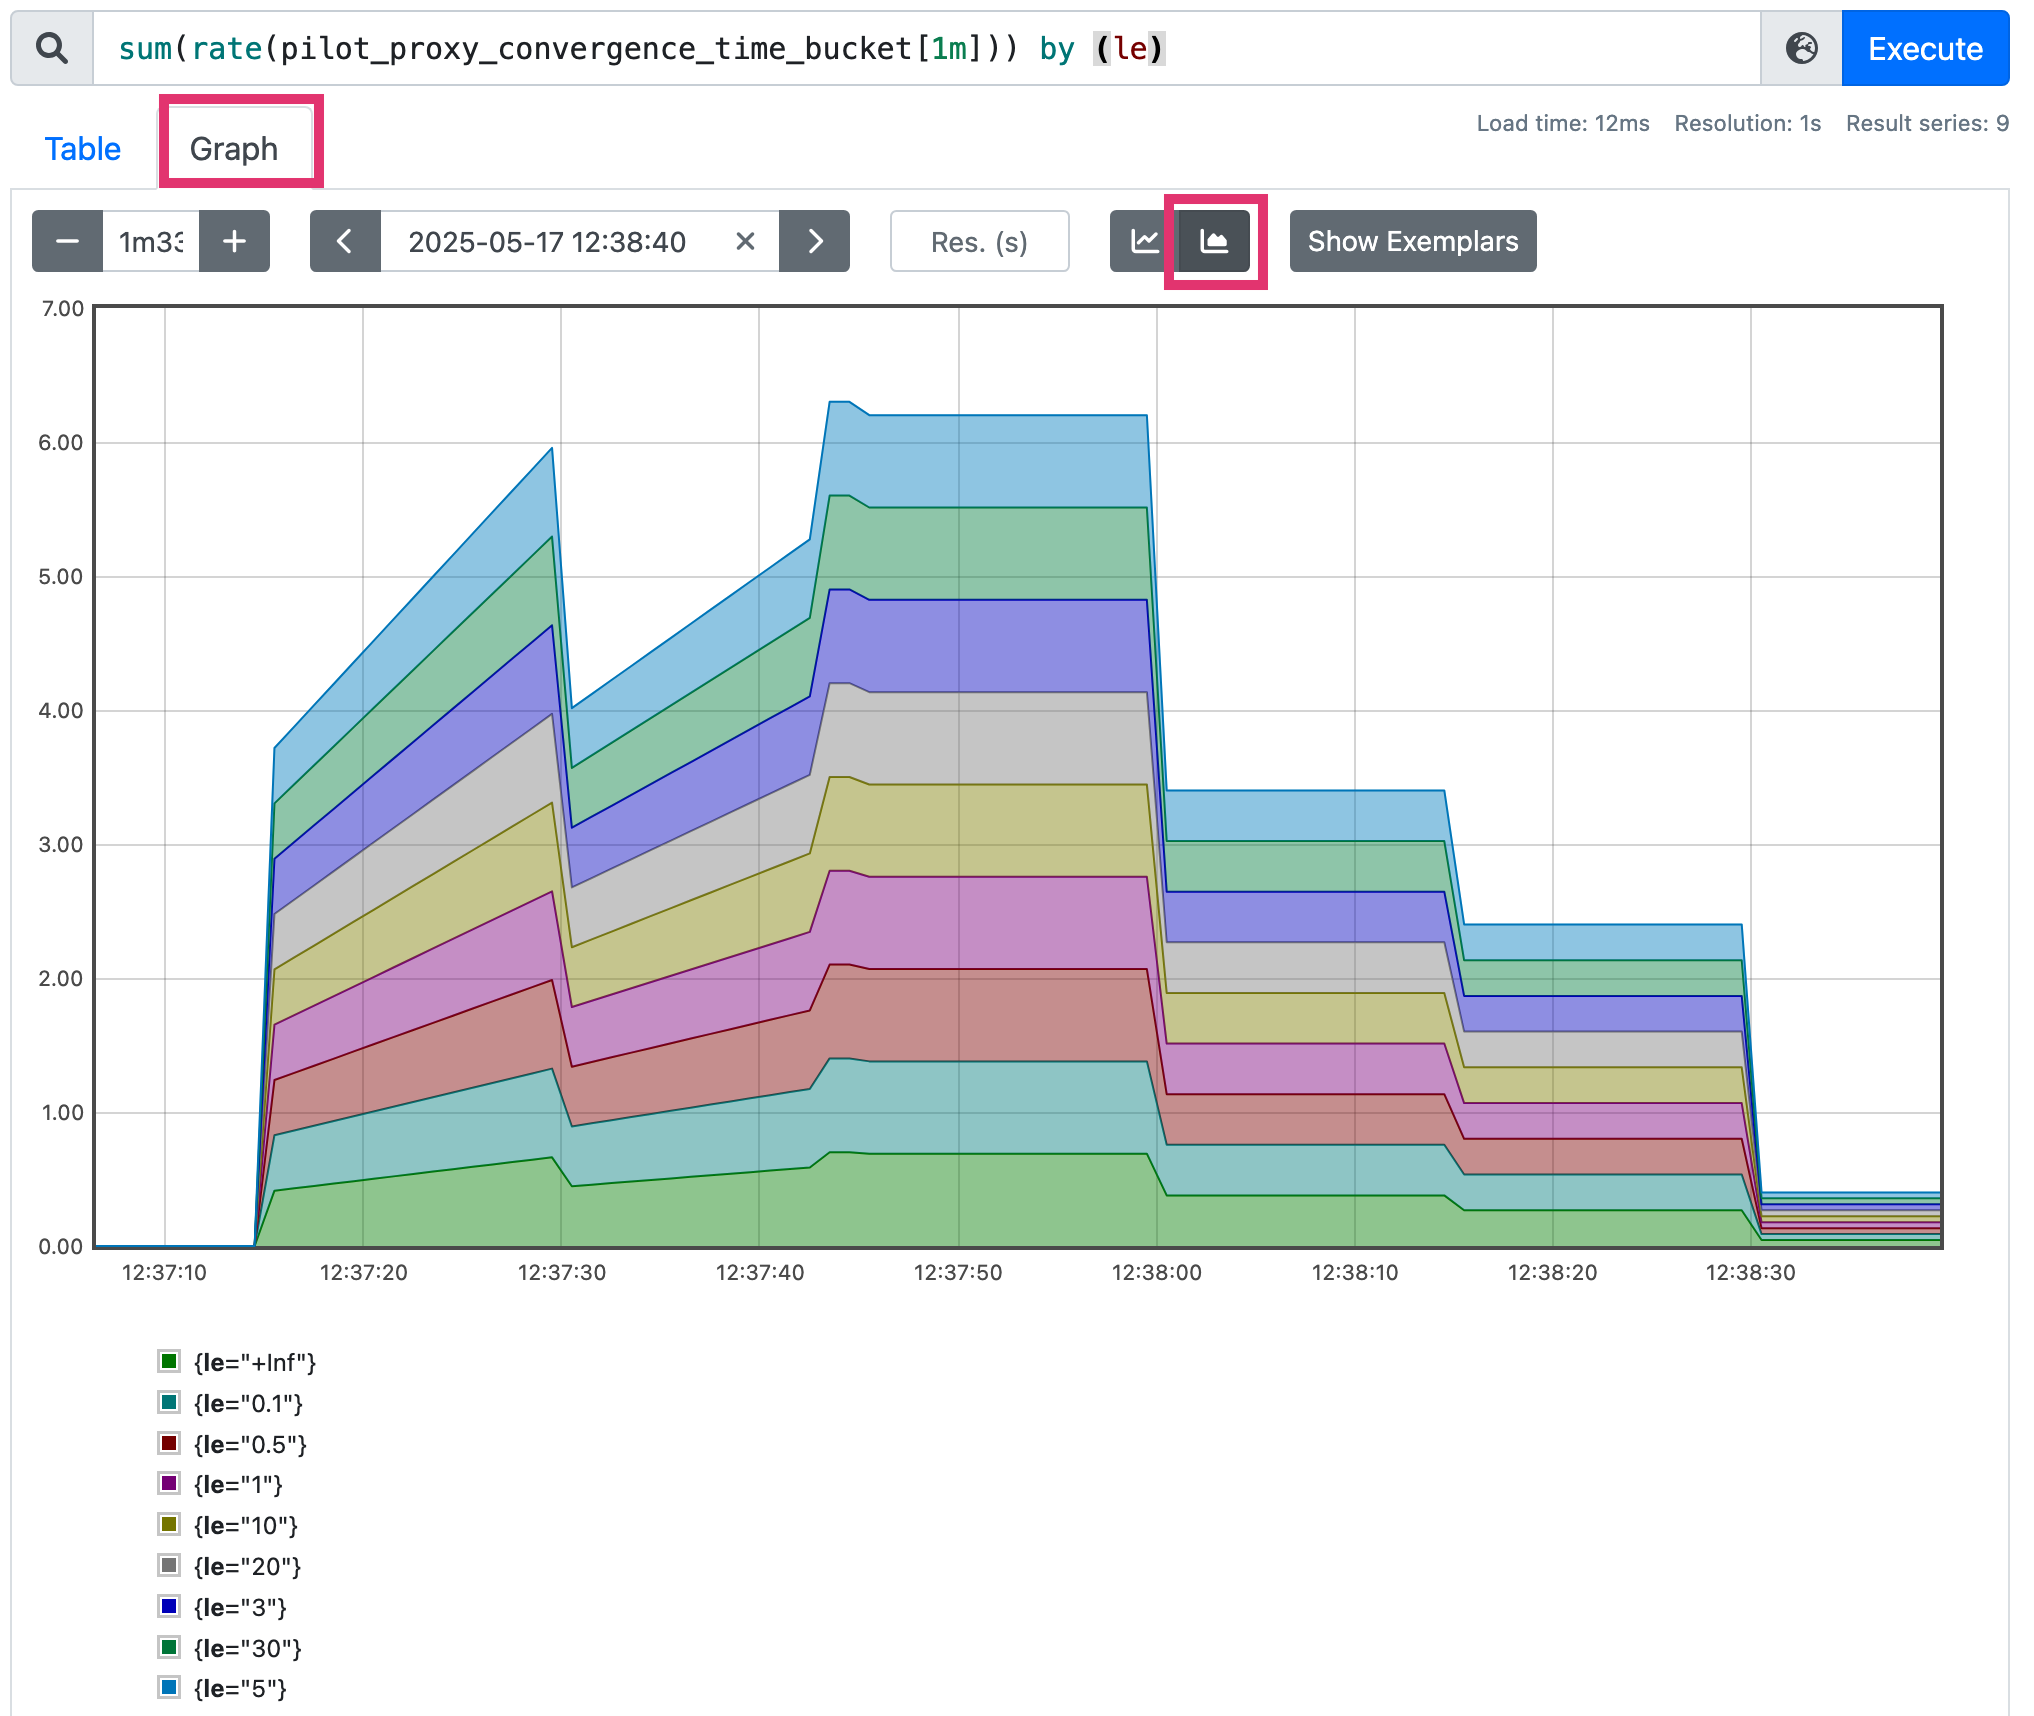 sum(rate(pilot_proxy_convergence_time_bucket[1m])) by (le)
Execute
Load time: 12ms Resolution: 1s Result series: 9
Table
Graph
1m33
2025-05-17 12:38:40
Res. (s)
Show Exemplars
7.00
6.00
5.00
4.00
3.00
2.00
1.00
0.00
12:37:10 12:37:20 12:37:30 12:37:40 12:37:50 12:38:00 12:38:10 12:38:20 12:38:30
{le="+Inf"}
{le="0.1"}
{le="0.5"}
{le="1"}
{le="10"}
{le="20"}
{le="3"}
{le="30"}
{le="5"}